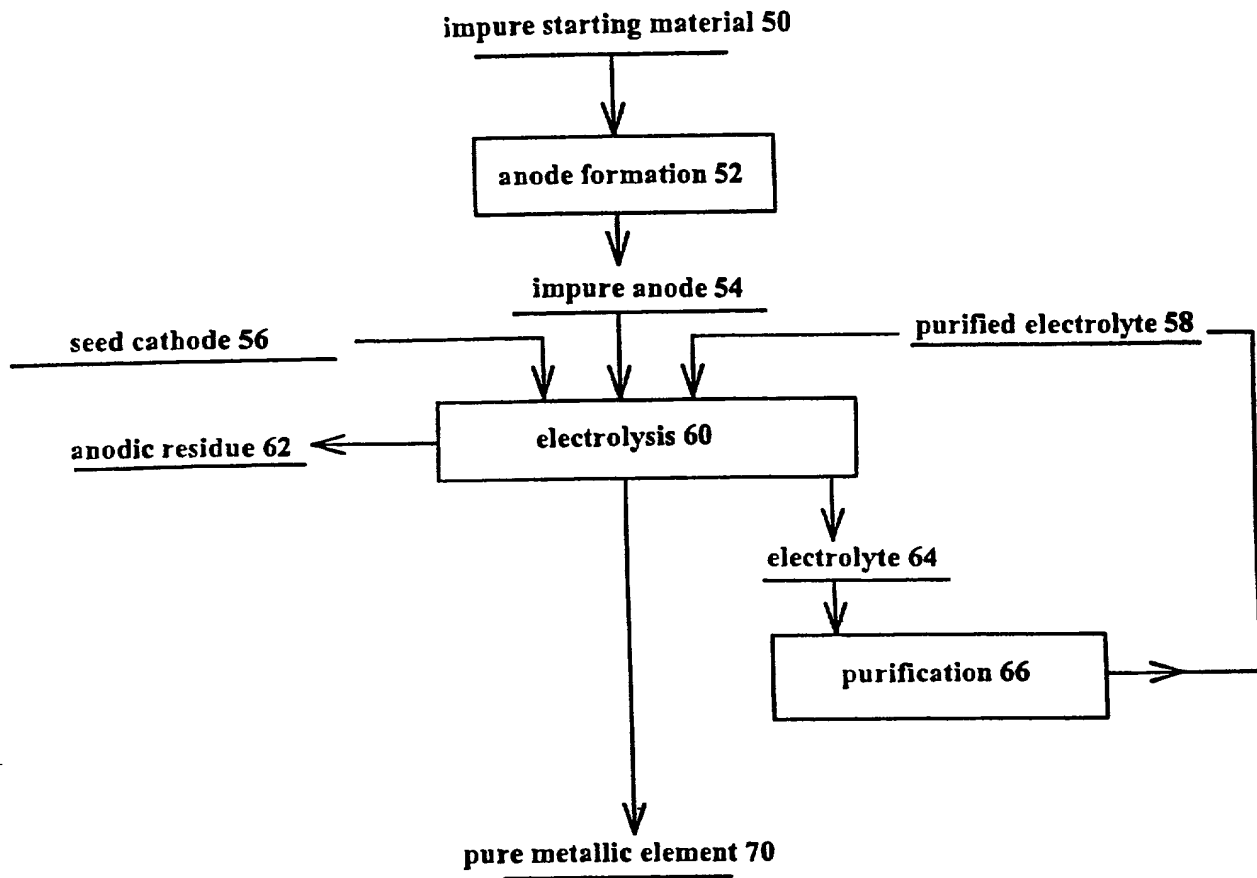 impure starting material 50
anode formation 52
impure anode 54
seed cathode 56
purified electrolyte 58
electrolysis 60
anodic residue 62
electrolyte 64
purification 66
pure metallic element 70